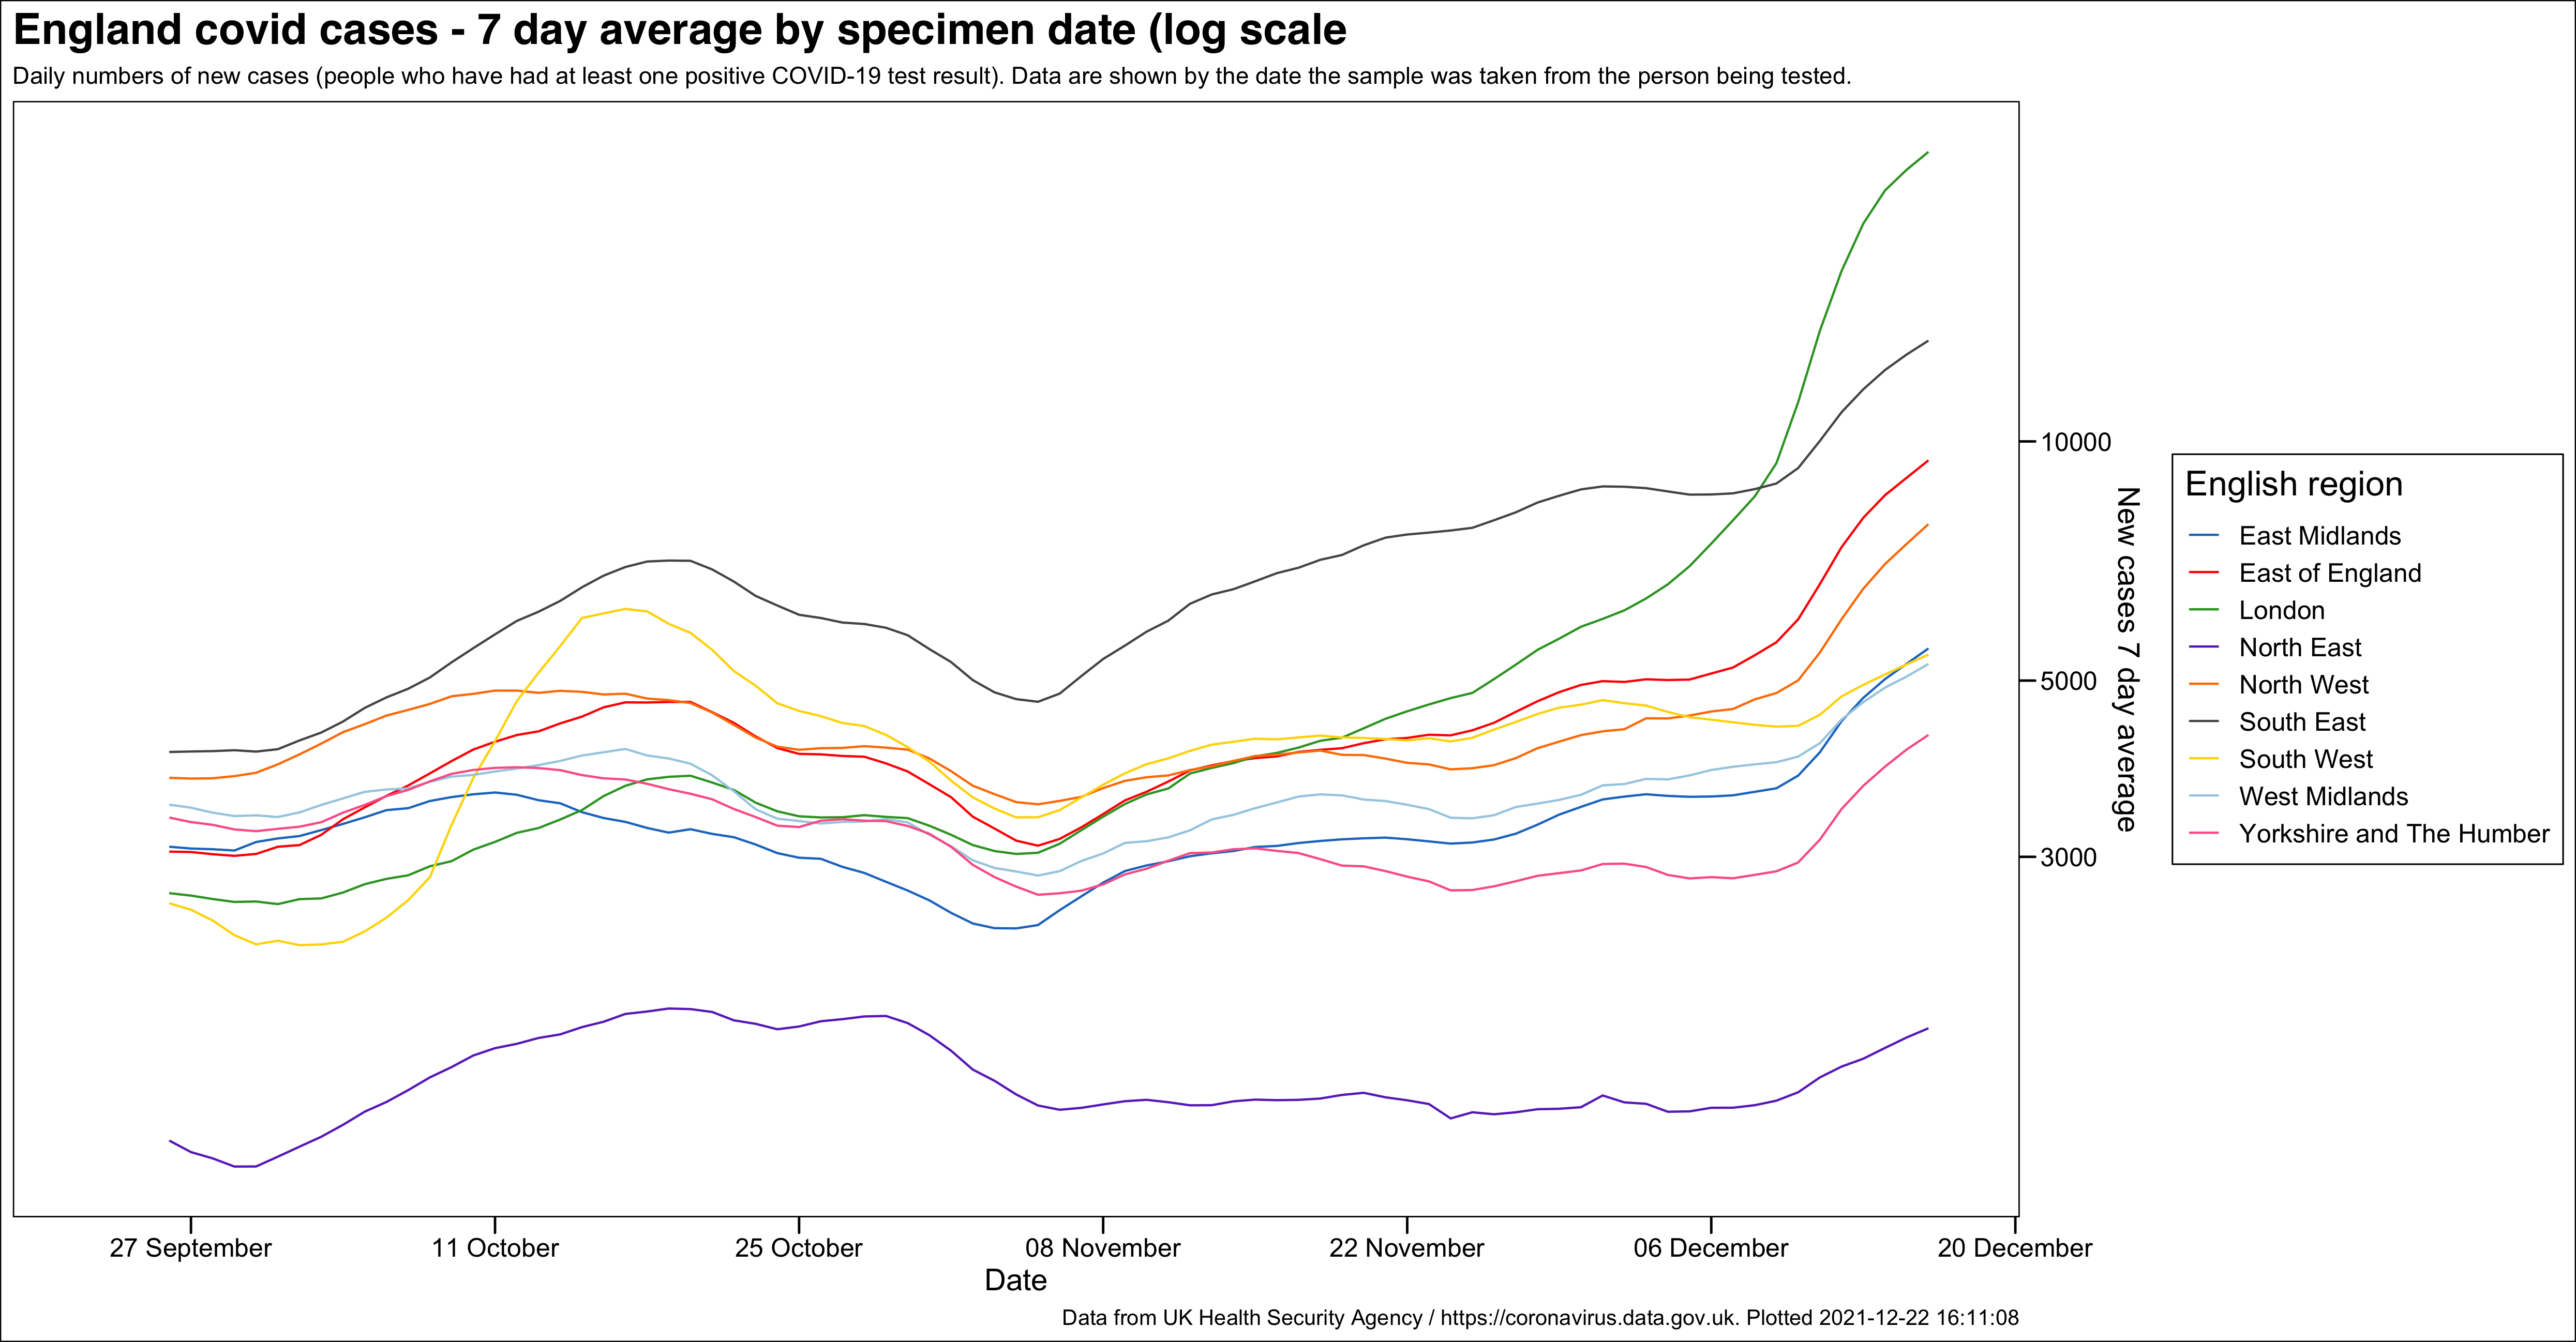 England covid cases - 7 day average by specimen date (log scale
Daily numbers of new cases (people who have had at least one positive COVID-19 test result). Data are shown by the date the sample was taken from the person being tested.
10000
5000
3000
New cases 7 day average
English region
East Midlands
East of England
London
North East
North West
South East
South West
West Midlands
Yorkshire and The Humber
27 September
11 October
25 October
08 November
22 November
06 December
20 December
Date
Data from UK Health Security Agency / https://coronavirus.data.gov.uk. Plotted 2021-12-22 16:11:08